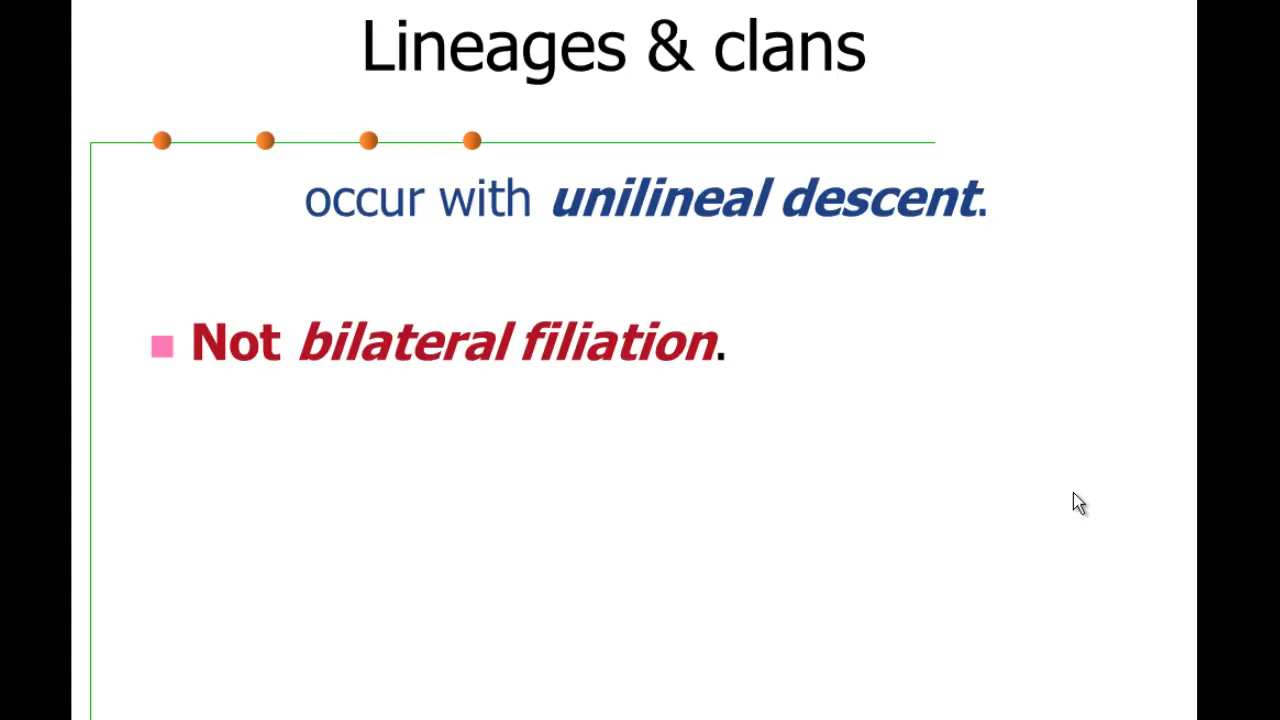 Lineages & clans
occur with unilineal descent.
Not bilateral filiation.